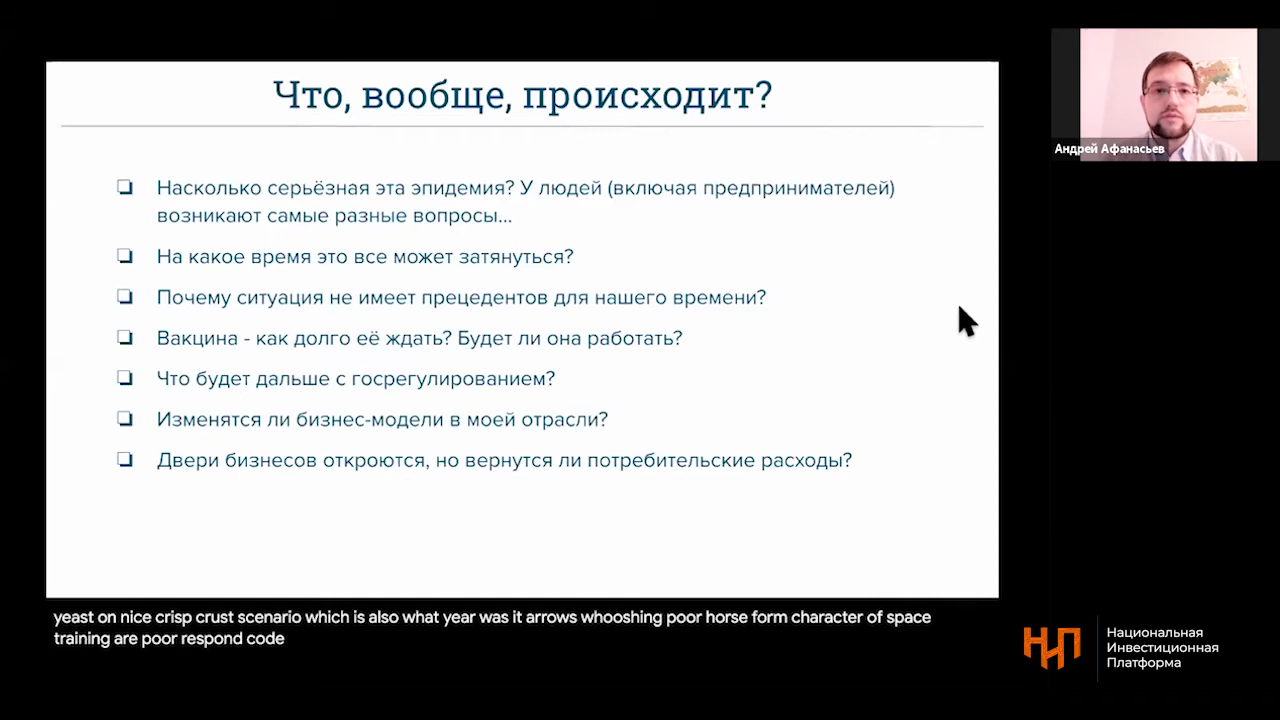 Что, вообще, происходит?
Насколько серьёзная эта эпидемия? У людей (включая предпринимателей)
возникают самые разные вопросы...
На какое время это все может затянуться?
Почему ситуация не имеет прецедентов для нашего времени?
Вакцина - как долго её ждать? Будет ли она работать?
Что будет дальше с госрегулированием?
Изменятся ли бизнес-модели в моей отрасли?
Двери бизнесов откроются, но вернутся ли потребительские расходы?
Андрей Афанасьев
yeast on nice crisp crust scenario which is also what year was it arrows whooshing poor horse form character of space
training are poor respond code
НИП
Национальная
Инвестиционная
Платформа